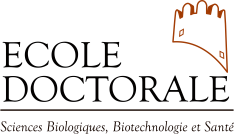 ECOLE
DOCTORALE
Sciences Biologiques, Biotechnologie et Santé